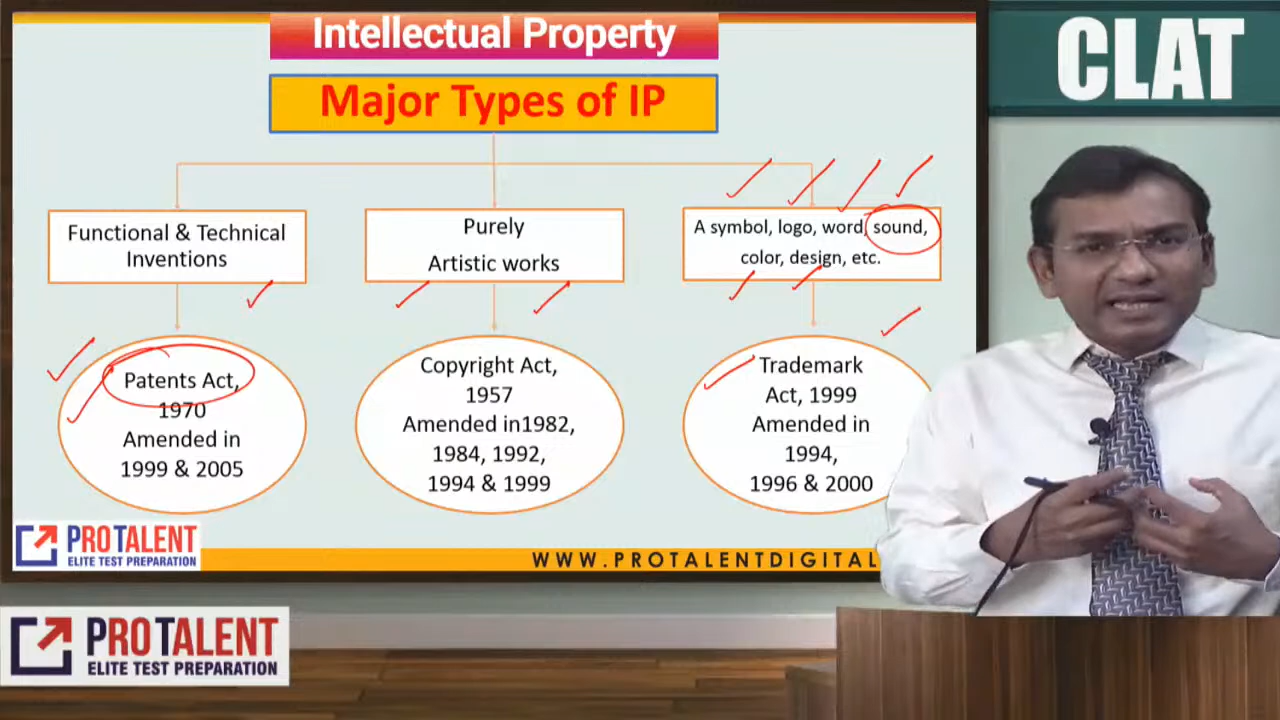 Intellectual Property
CLAT
Major Types of IP
Functional & Technical
Inventions
Purely
Artistic works
A symbol, logo, word, sound,
color, design, etc.
Patents Act,
1970
Amended in
1999 & 2005
Copyright Act,
1957
Amended in1982,
1984, 1992,
1994 & 1999
Trademark
Act, 1999
Amended in
1994,
1996 & 2000
PROTALENT
ELITE TEST PREPARATION
WWW.PROTALENTDIGITAL
PROTALENT
ELITE TEST PREPARATION